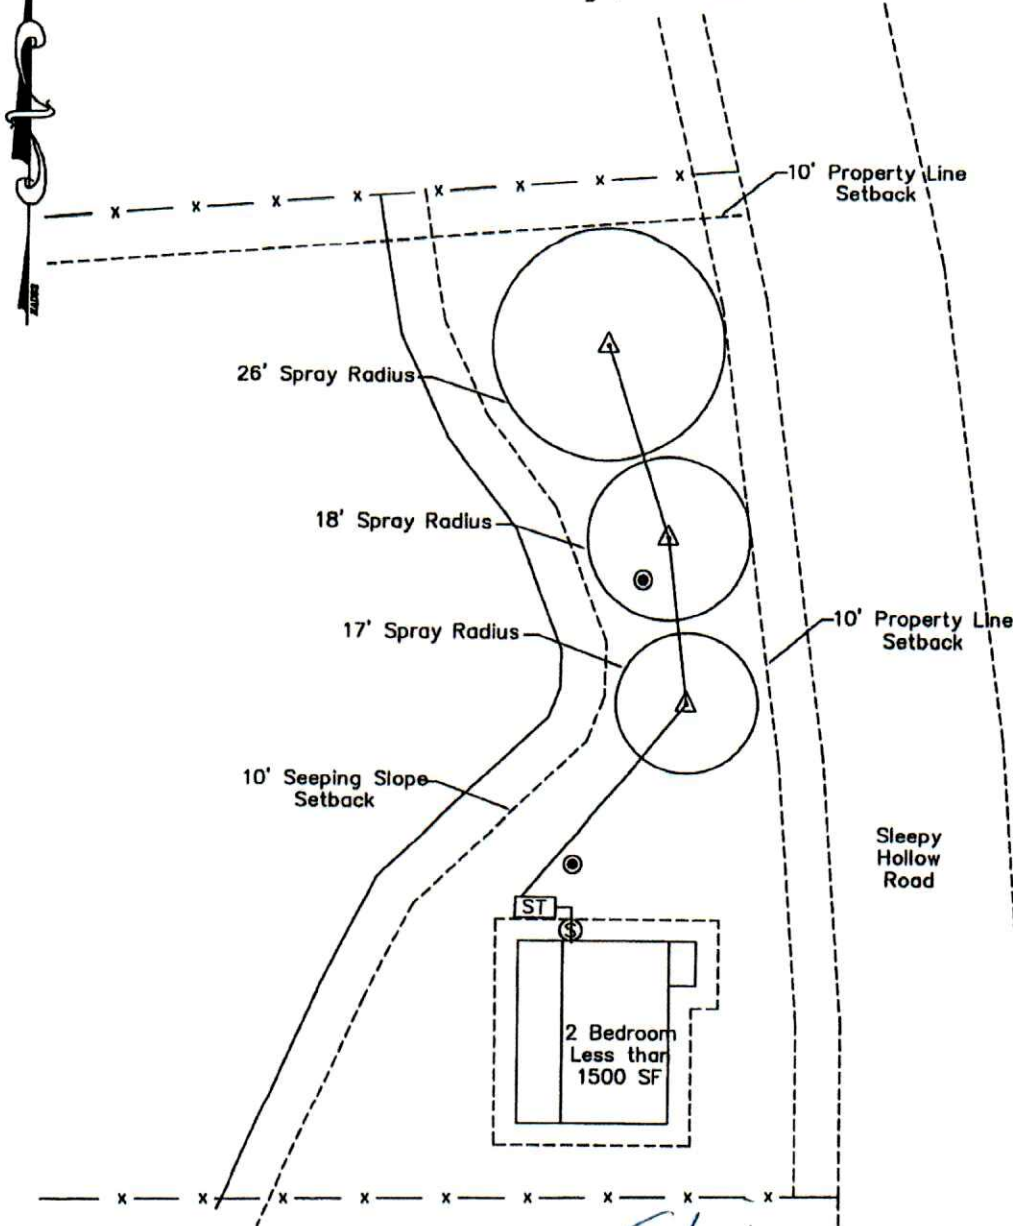 10' Property Line
Setback
26' Spray Radius
18' Spray Radius
17' Spray Radius
10' Property Line
Setback
10' Seeping Slope
Setback
Sleepy
Hollow
Road
ST
S
2 Bedroom
Less than
1500 SF